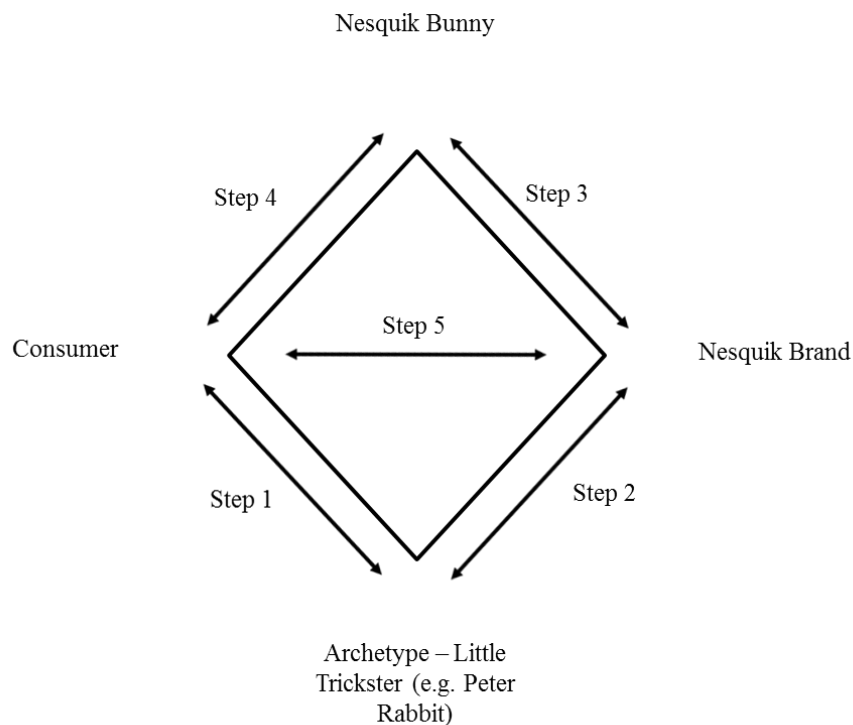 Nesquik Bunny
Step 4
Step 3
Step 5
Consumer
Nesquik Brand
Step 1
Step 2
Archetype – Little
Trickster (e.g. Peter
Rabbit)